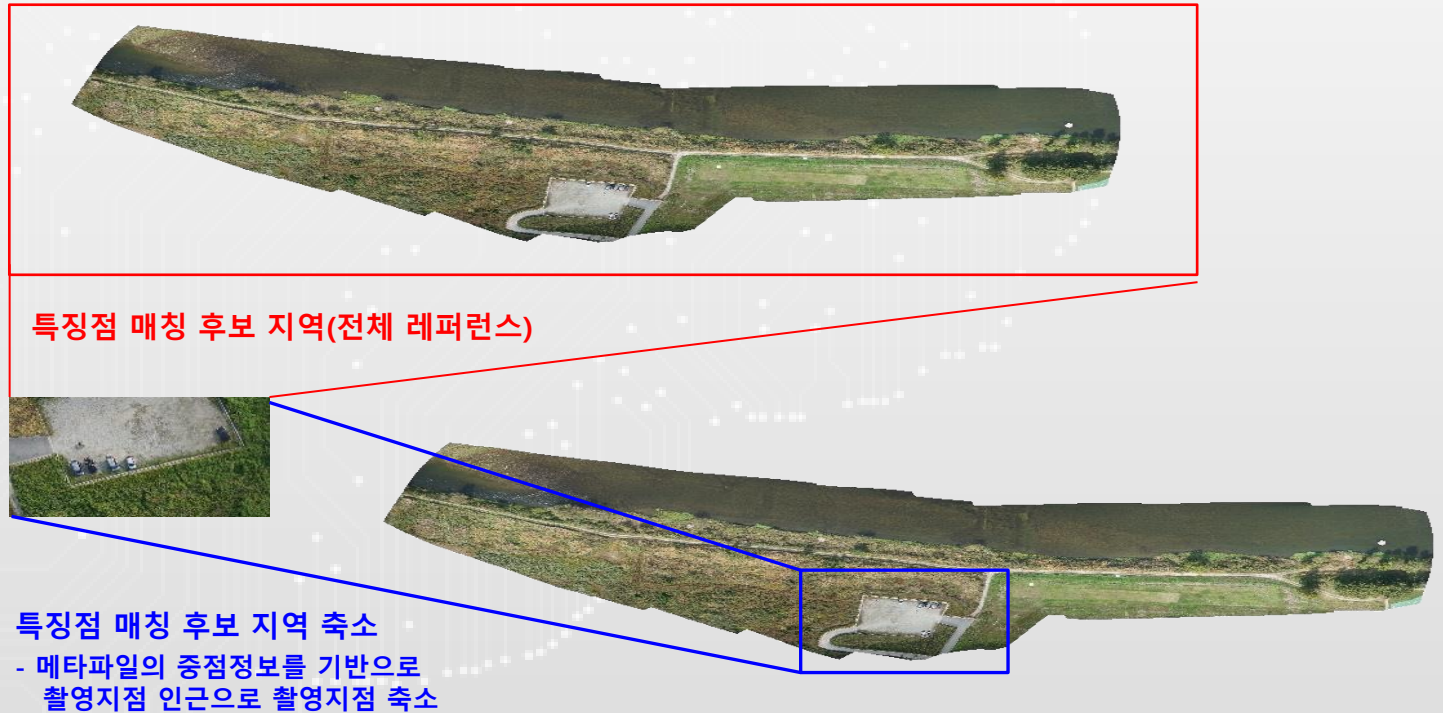 특징점 매칭 후보 지역(전체 레퍼런스)
특징점 매칭 후보 지역 축소
- 메타파일의 중점정보를 기반으로
촬영지점 인근으로 촬영지점 축소